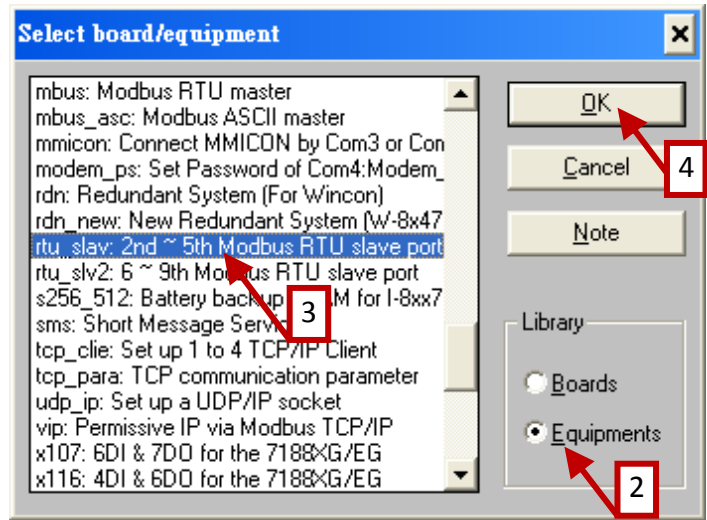 Select board/equipment
mbus: Modbus RTU master
mbus_asc: Modbus ASCII master
mmicon: Connect MMICON by Com3 or Con
modem_ps: Set Password of Com4:Modem_
rdn: Redundant System (For Wincon)
rdn_new: New Redundant System (W-8x47
rtu_slav: 2nd ~ 5th Modbus RTU slave port
rtu_slv2: 6 ~ 9th Modbus RTU slave port
s256_512: Battery backup M for I-8xx7
sms: Short Message Servi
tcp_clie: Set up 1 to 4 TCP/IP Client
tcp_para: TCP communication parameter
udp_ip: Set up a UDP/IP socket
vip: Permissive IP via Modbus TCP/IP
x107: 6DI & 7DO for the 7188XG/EG
x116: 4DI & 6DO for the 7188XG/EG
3
OK
4
Cancel
Note
Library
Boards
Equipments
2